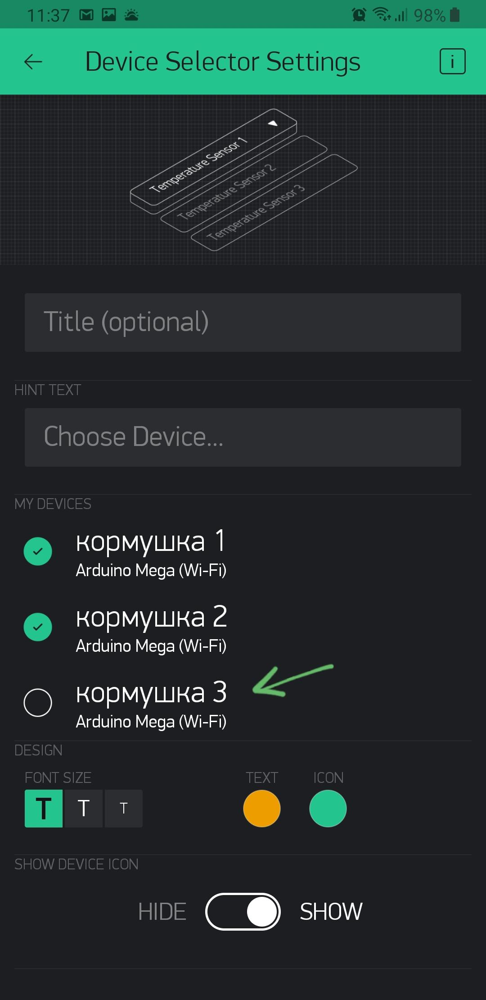 11:37 98%
Device Selector Settings i
Temperature Sensor 1
Temperature Sensor 2
Temperature Sensor 3
Title (optional)
HINT TEXT
Choose Device...
MY DEVICES
кормушка 1
Arduino Mega (Wi-Fi)
кормушка 2
Arduino Mega (Wi-Fi)
кормушка 3
Arduino Mega (Wi-Fi)
DESIGN
FONT SIZE TEXT ICON
T T T
SHOW DEVICE ICON
HIDE SHOW